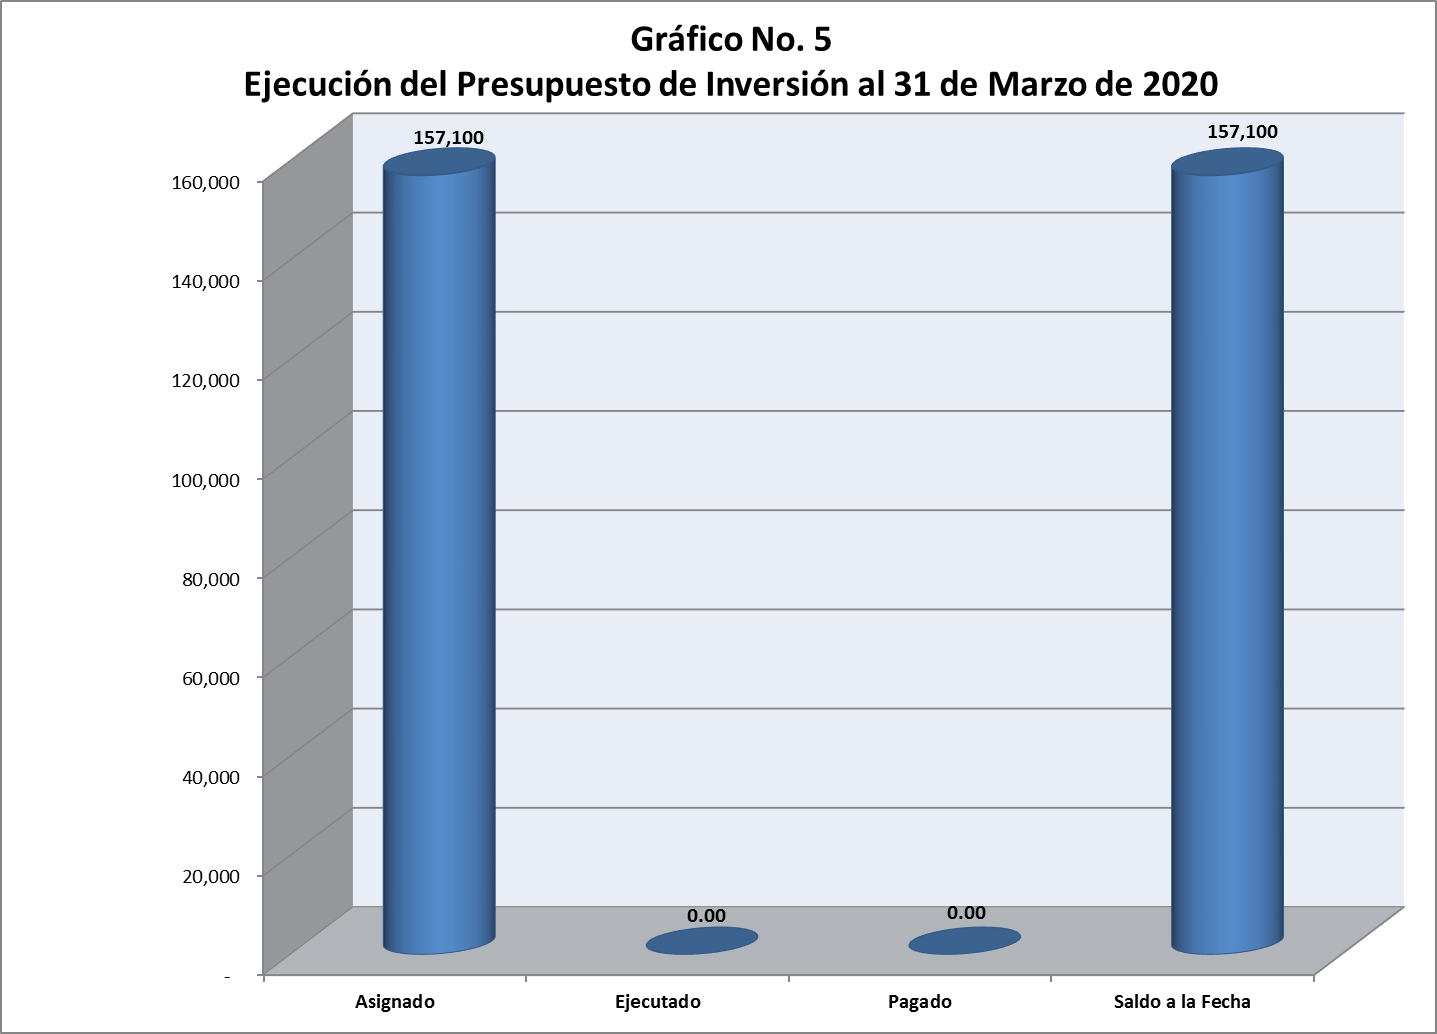 Gráfico No. 5
Ejecución del Presupuesto de Inversión al 31 de Marzo de 2020
157,100
157,100
160,000
140,000
120,000
100,000
80,000
60,000
40,000
20,000
0.00
0.00
-
Asignado
Ejecutado
Pagado
Saldo a la Fecha